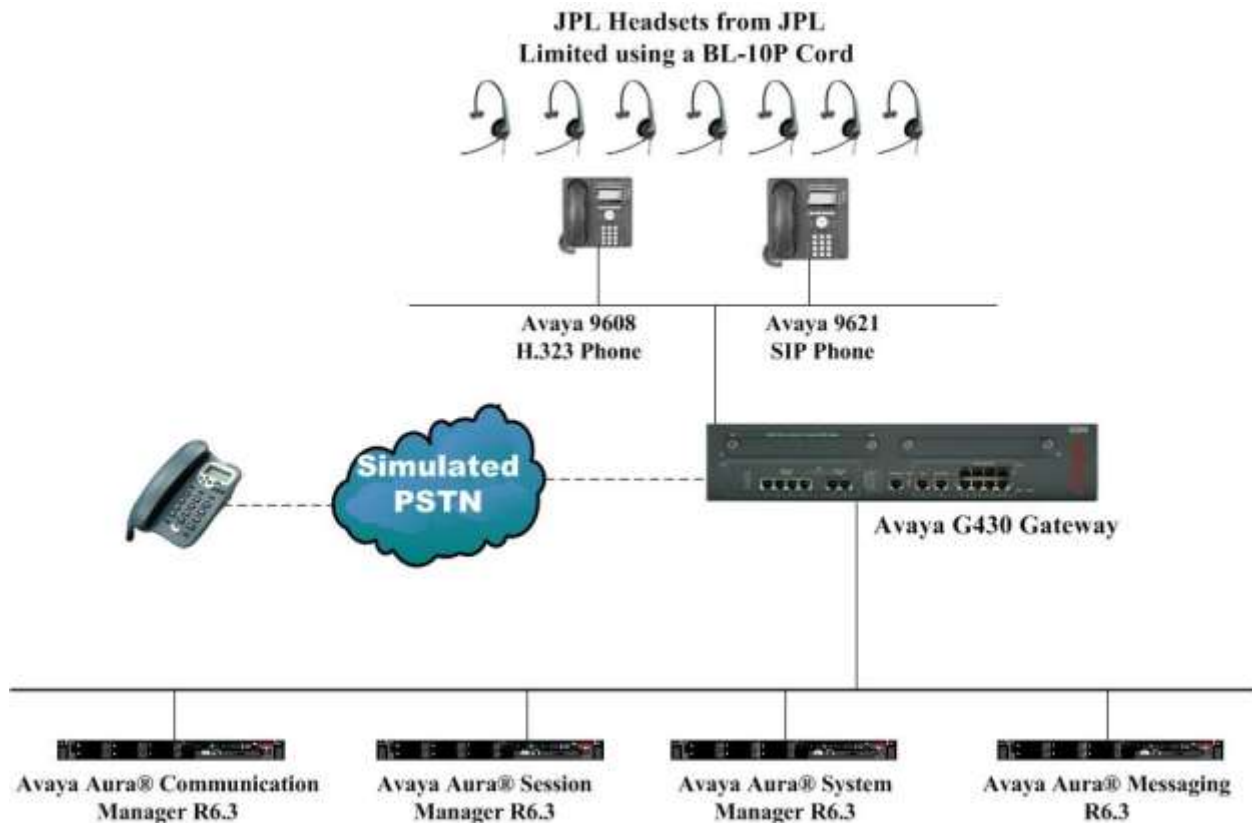 JPL Headsets from JPL
Limited using a BL-10P Cord
Avaya 9608
H.323 Phone
Avaya 9621
SIP Phone
Simulated
PSTN
Avaya G430 Gateway
Avaya Aura® Communication
Manager R6.3
Avaya Aura® Session
Manager R6.3
Avaya Aura® System
Manager R6.3
Avaya Aura® Messaging
R6.3